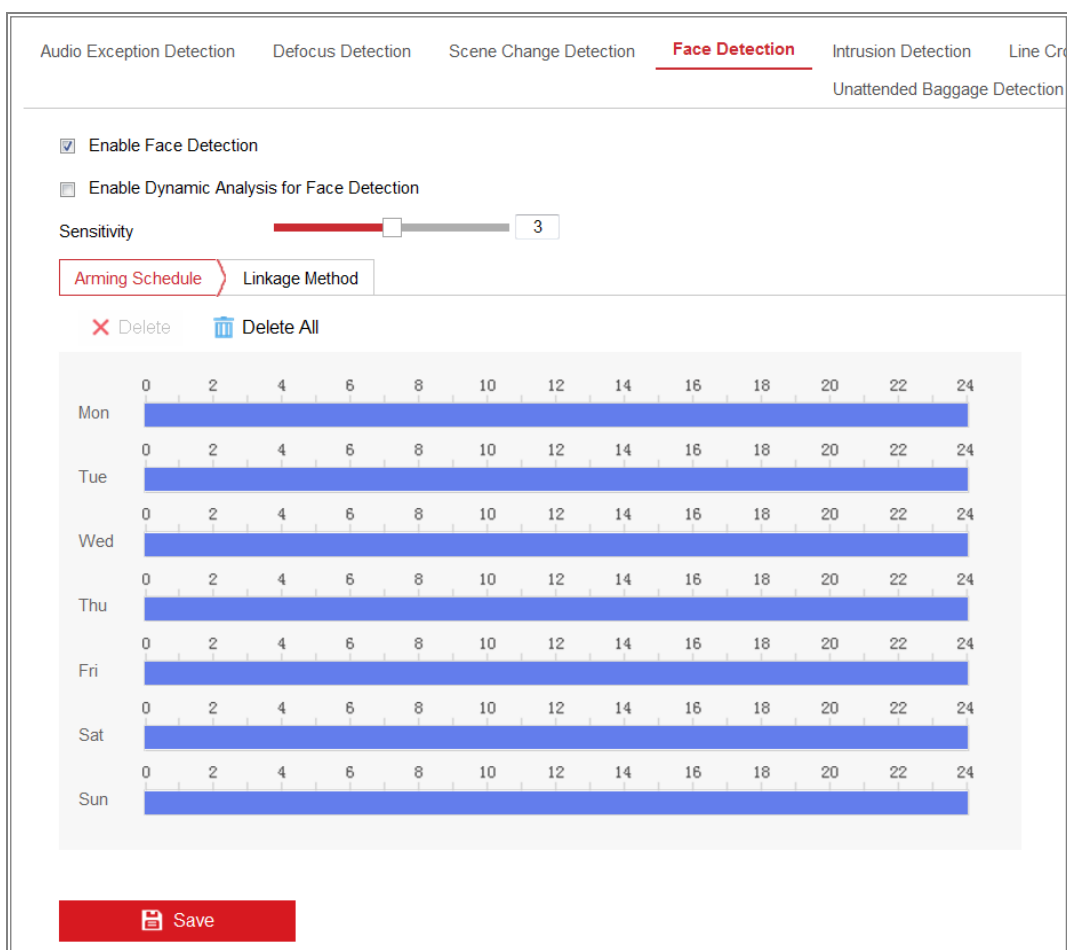 Audio Exception Detection Defocus Detection Scene Change Detection Face Detection Intrusion Detection Line Cr
Unattended Baggage Detection
Enable Face Detection
Enable Dynamic Analysis for Face Detection
Sensitivity 3
Arming Schedule Linkage Method
Delete Delete All
0 2 4 6 8 10 12 14 16 18 20 22 24
Mon
0 2 4 6 8 10 12 14 16 18 20 22 24
Tue
0 2 4 6 8 10 12 14 16 18 20 22 24
Wed
0 2 4 6 8 10 12 14 16 18 20 22 24
Thu
0 2 4 6 8 10 12 14 16 18 20 22 24
Fri
0 2 4 6 8 10 12 14 16 18 20 22 24
Sat
0 2 4 6 8 10 12 14 16 18 20 22 24
Sun
Save